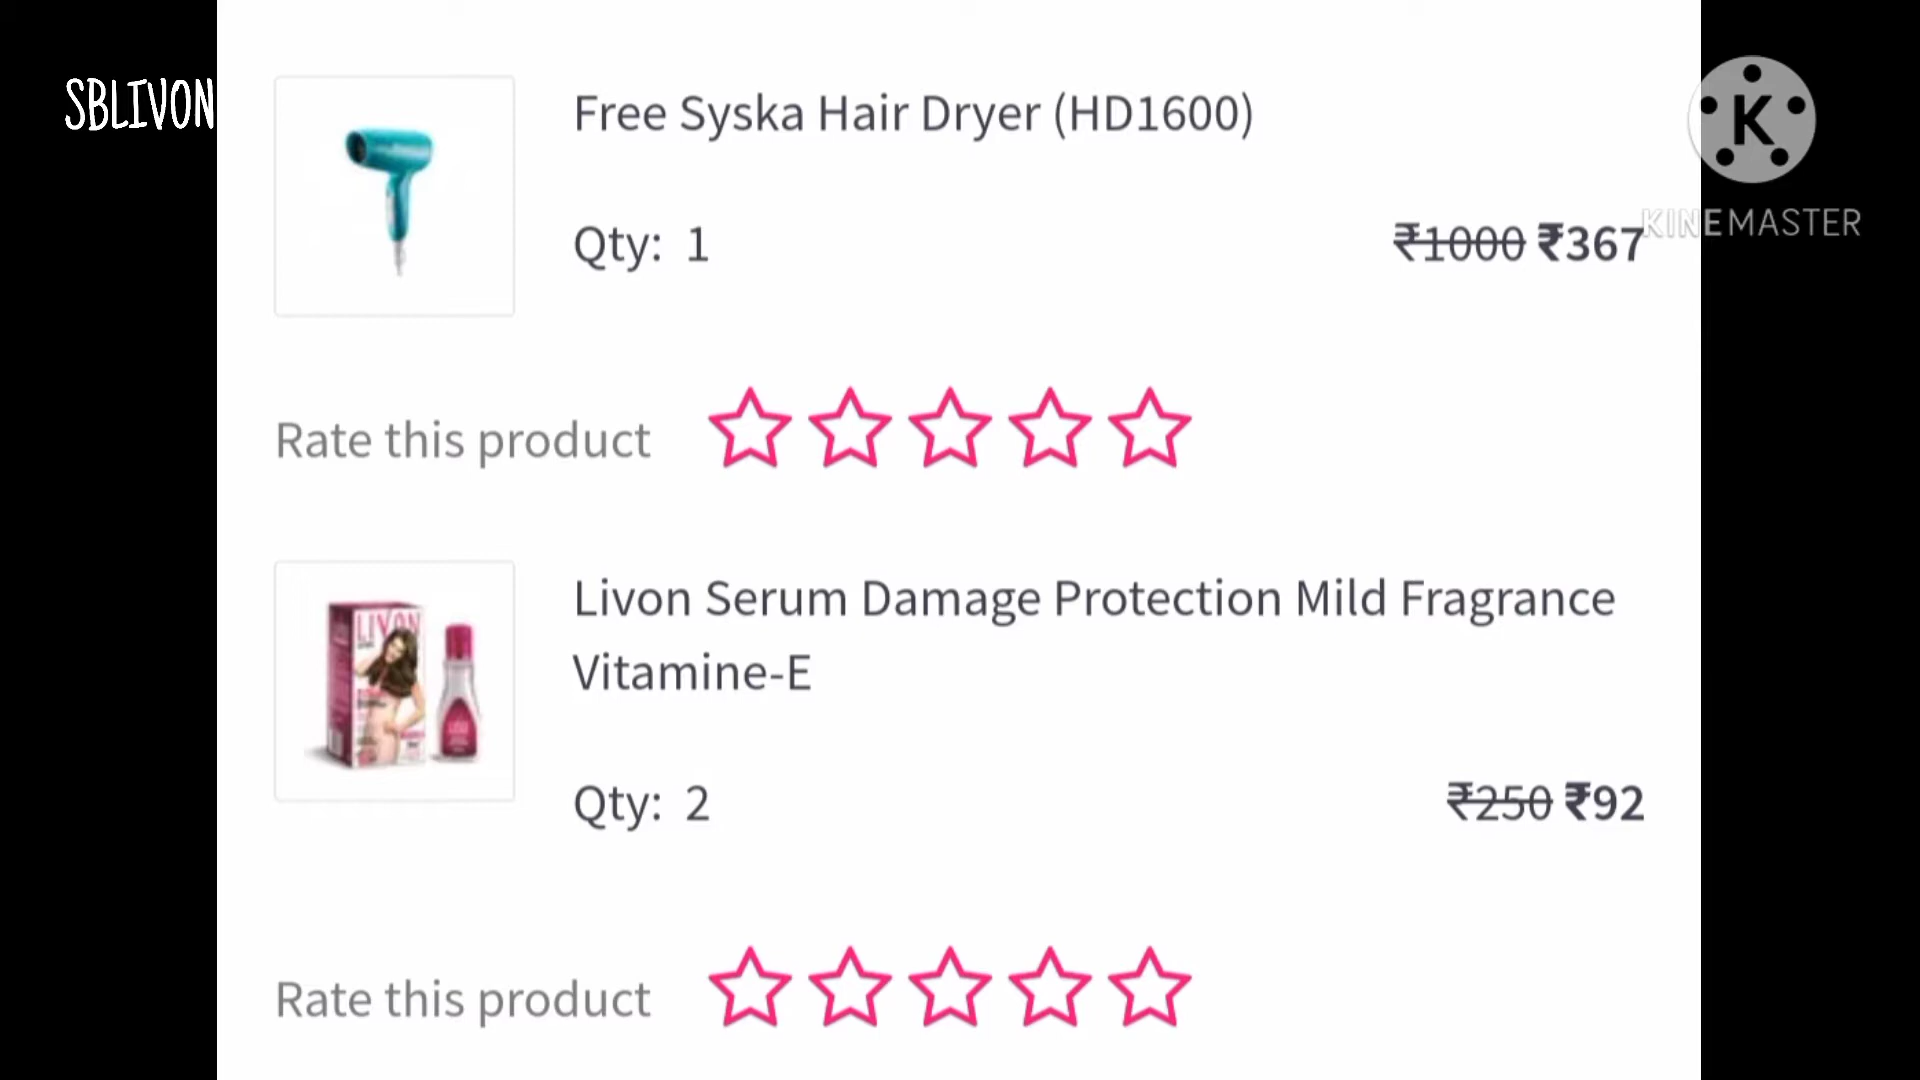 SBLIVON
Free Syska Hair Dryer (HD1600)
Qty: 1
₹1000 ₹367
K
KINEMASTER
Rate this product
LIVON
Livon Serum Damage Protection Mild Fragrance
Vitamine-E
Qty: 2
₹250 ₹92
Rate this product